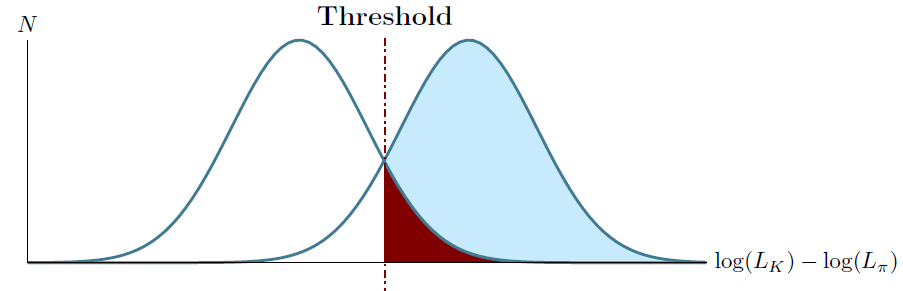 Threshold
N
log(L_K) − log(L_π)